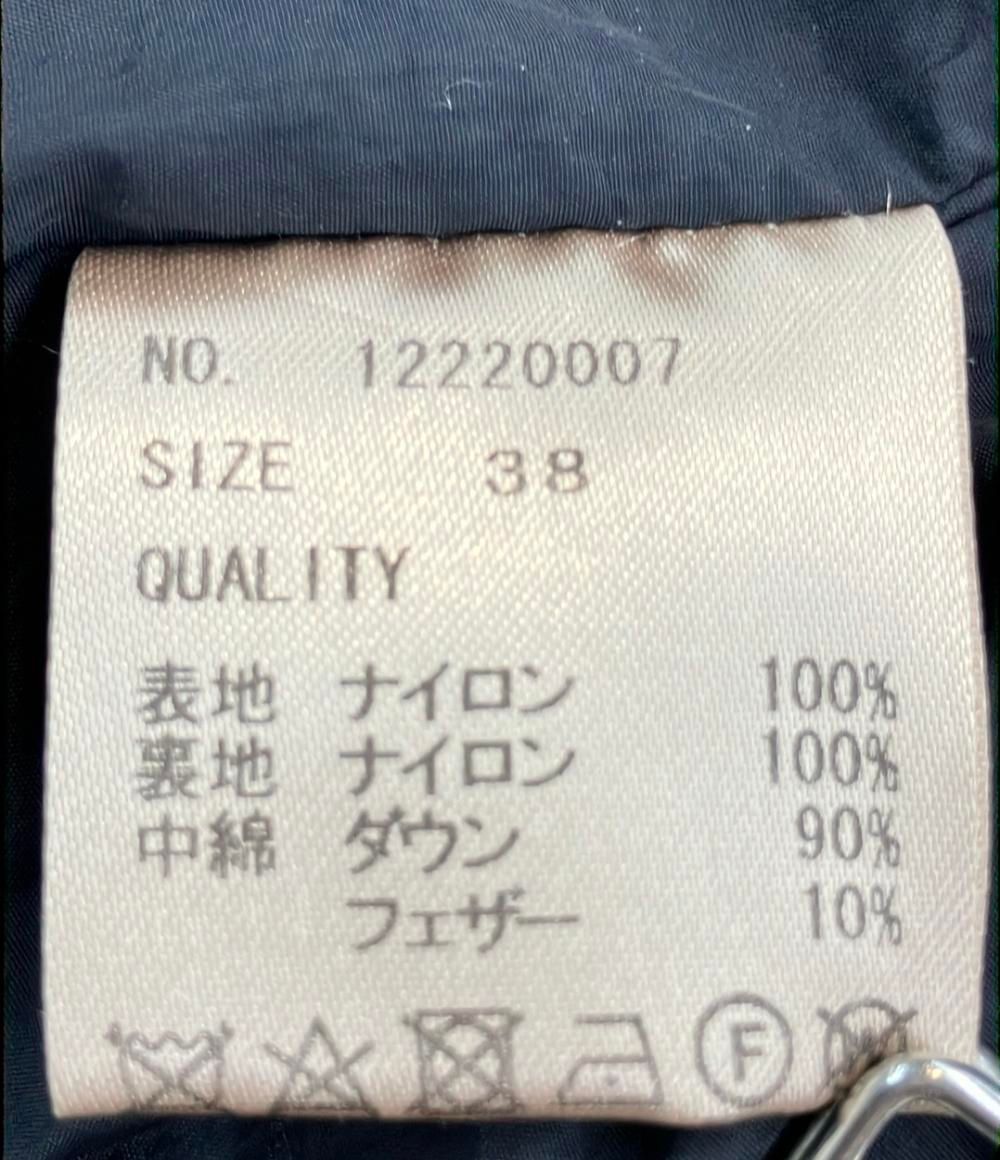 NO. 12220007
SIZE 38
QUALITY
表地 ナイロン 100%
裏地 ナイロン 100%
中綿 ダウン 90%
フェザー 10%
F